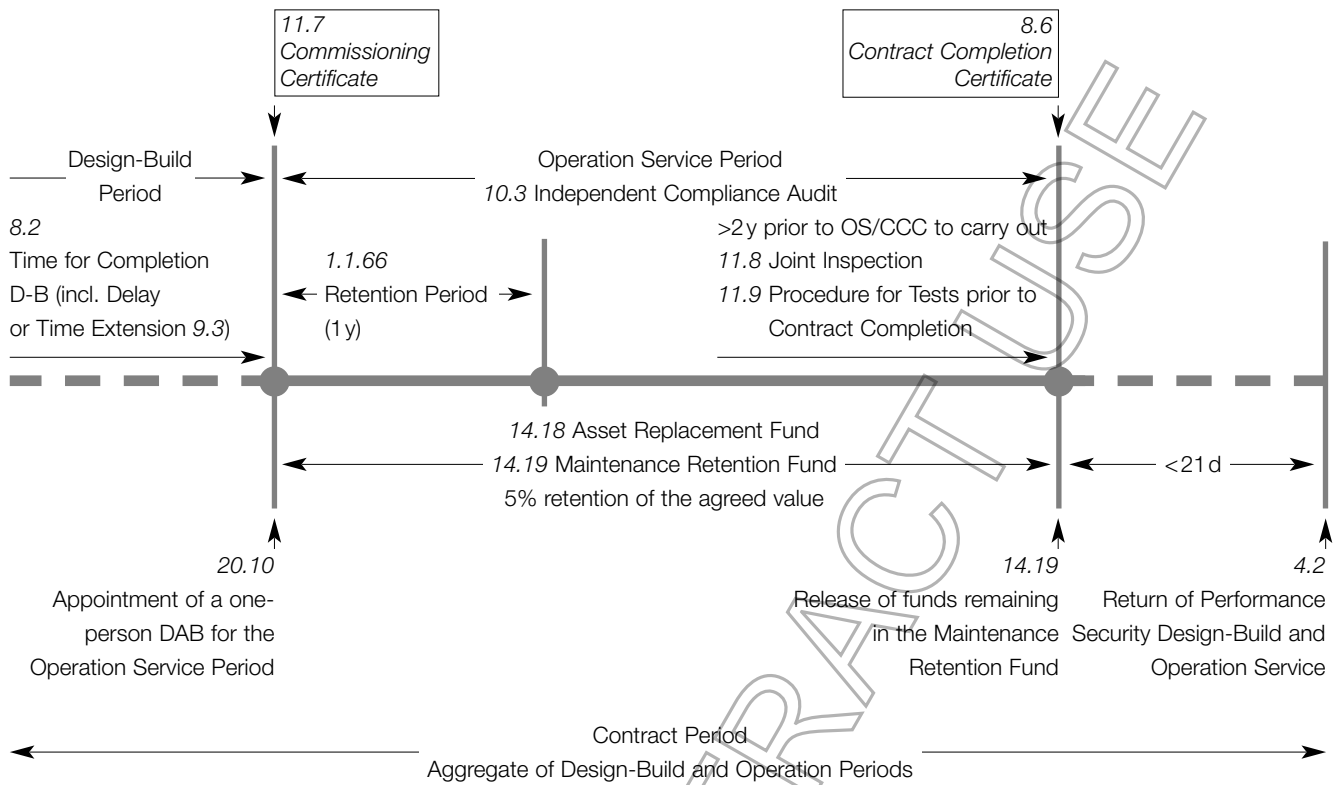 11.7
Commissioning
Certificate
8.6
Contract Completion
Certificate
Design-Build
Period
Operation Service Period
10.3 Independent Compliance Audit
8.2
Time for Completion
D-B (incl. Delay
or Time Extension 9.3)
1.1.66
Retention Period
(1 y)
>2 y prior to OS/CCC to carry out
11.8 Joint Inspection
11.9 Procedure for Tests prior to
Contract Completion
14.18 Asset Replacement Fund
14.19 Maintenance Retention Fund
5% retention of the agreed value
<21 d
20.10
Appointment of a one-
person DAB for the
Operation Service Period
14.19
Release of funds remaining
in the Maintenance
Retention Fund
4.2
Return of Performance
Security Design-Build and
Operation Service
Contract Period
Aggregate of Design-Build and Operation Periods
TRACT USE